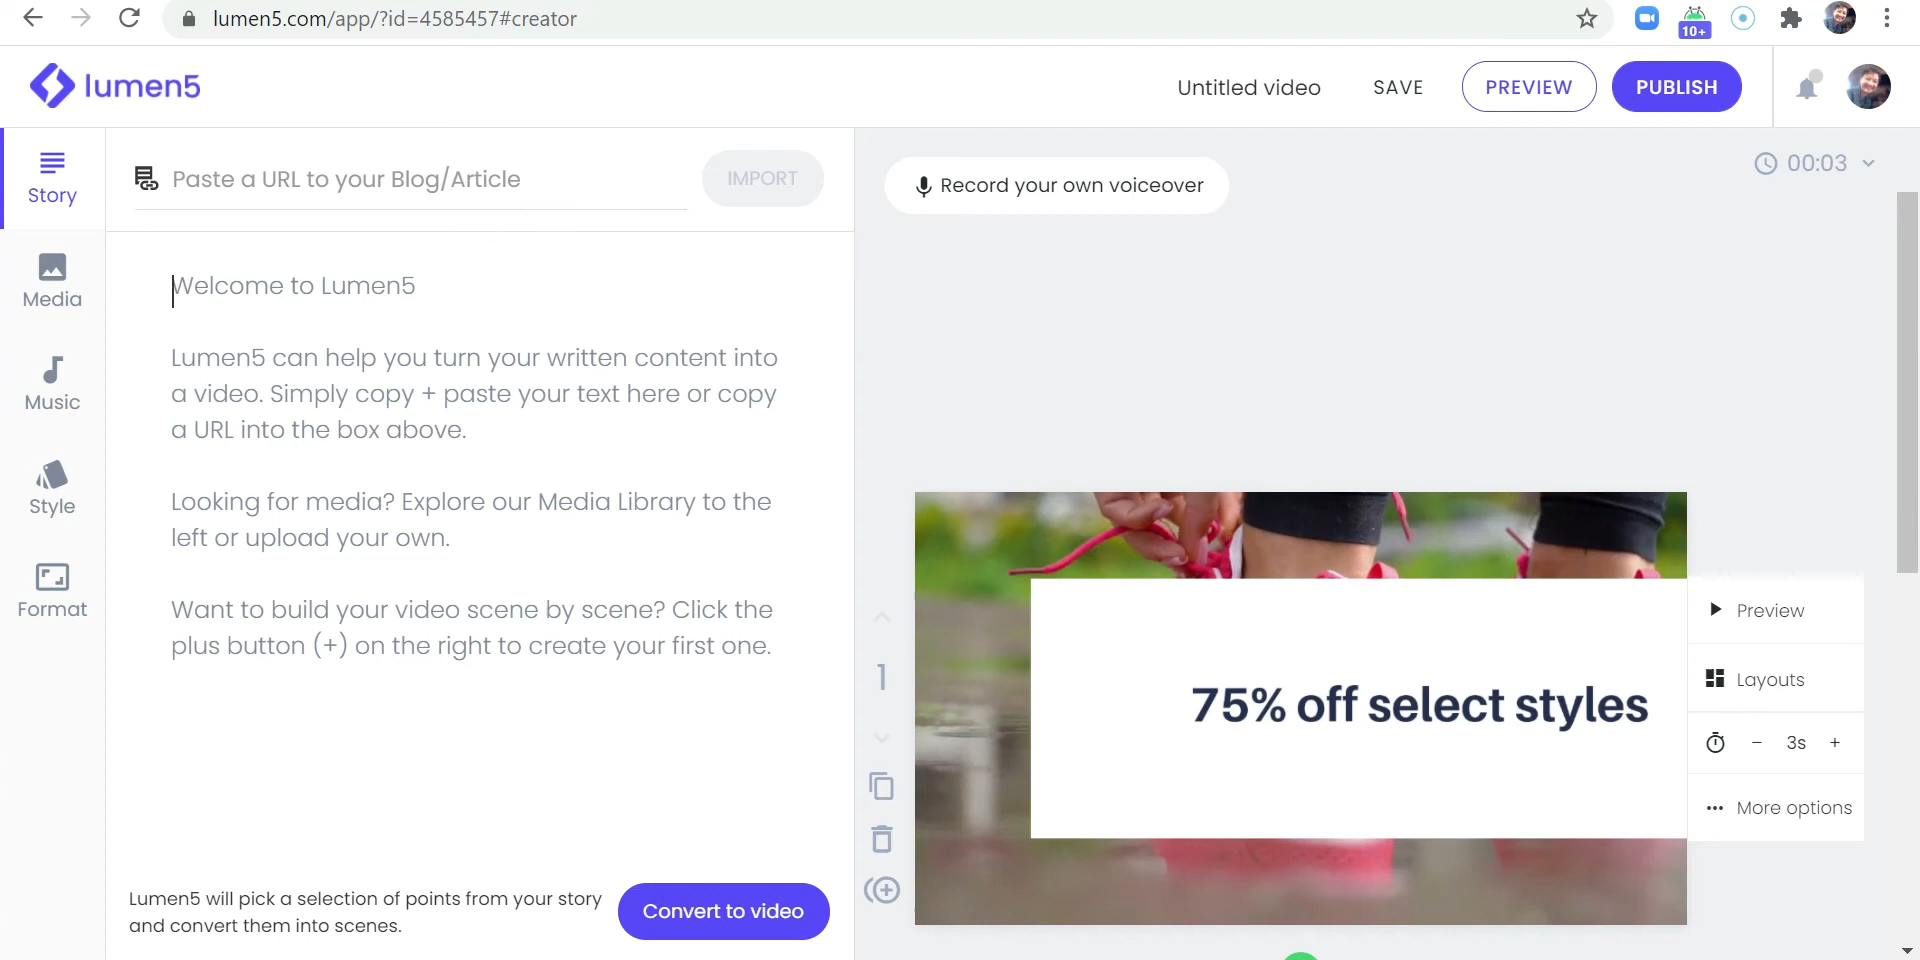 lumen5.com/app/?id=4585457#creator
10+
lumen5
Untitled video
SAVE
PREVIEW
PUBLISH
Story
Media
Music
Style
Format
Paste a URL to your Blog/Article
IMPORT
Welcome to Lumen5
Lumen5 can help you turn your written content into
a video. Simply copy + paste your text here or copy
a URL into the box above.
Looking for media? Explore our Media Library to the
left or upload your own.
Want to build your video scene by scene? Click the
plus button (+) on the right to create your first one.
Lumen5 will pick a selection of points from your story
and convert them into scenes.
Convert to video
Record your own voiceover
00:03
1
75% off select styles
Preview
Layouts
− 3s +
More options